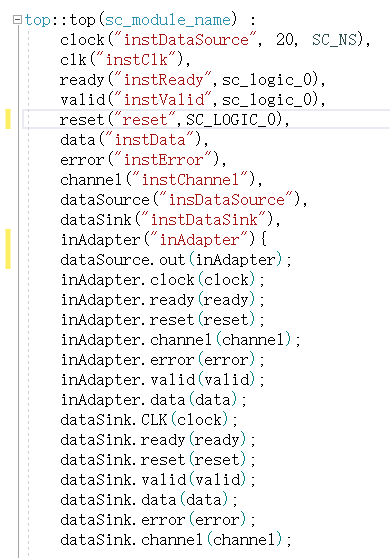 top::top(sc_module_name) :
clock("instDataSource", 20, SC_NS),
clk("instClk"),
ready("instReady",sc_logic_0),
valid("instValid",sc_logic_0),
reset("reset",SC_LOGIC_0),
data("instData"),
error("instError"),
channel("instChannel"),
dataSource("insDataSource"),
dataSink("instDataSink"),
inAdapter("inAdapter"){
dataSource.out(inAdapter);
inAdapter.clock(clock);
inAdapter.ready(ready);
inAdapter.reset(reset);
inAdapter.channel(channel);
inAdapter.error(error);
inAdapter.valid(valid);
inAdapter.data(data);
dataSink.CLK(clock);
dataSink.ready(ready);
dataSink.reset(reset);
dataSink.valid(valid);
dataSink.data(data);
dataSink.error(error);
dataSink.channel(channel);